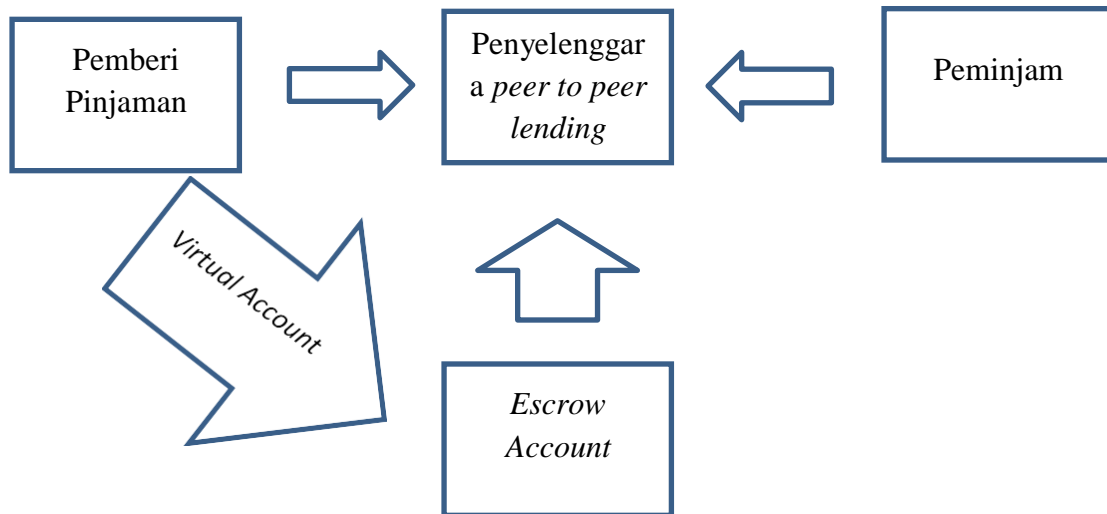 Pemberi
Pinjaman
Penyelenggar
a peer to peer
lending
Peminjam
Virtual Account
Escrow
Account